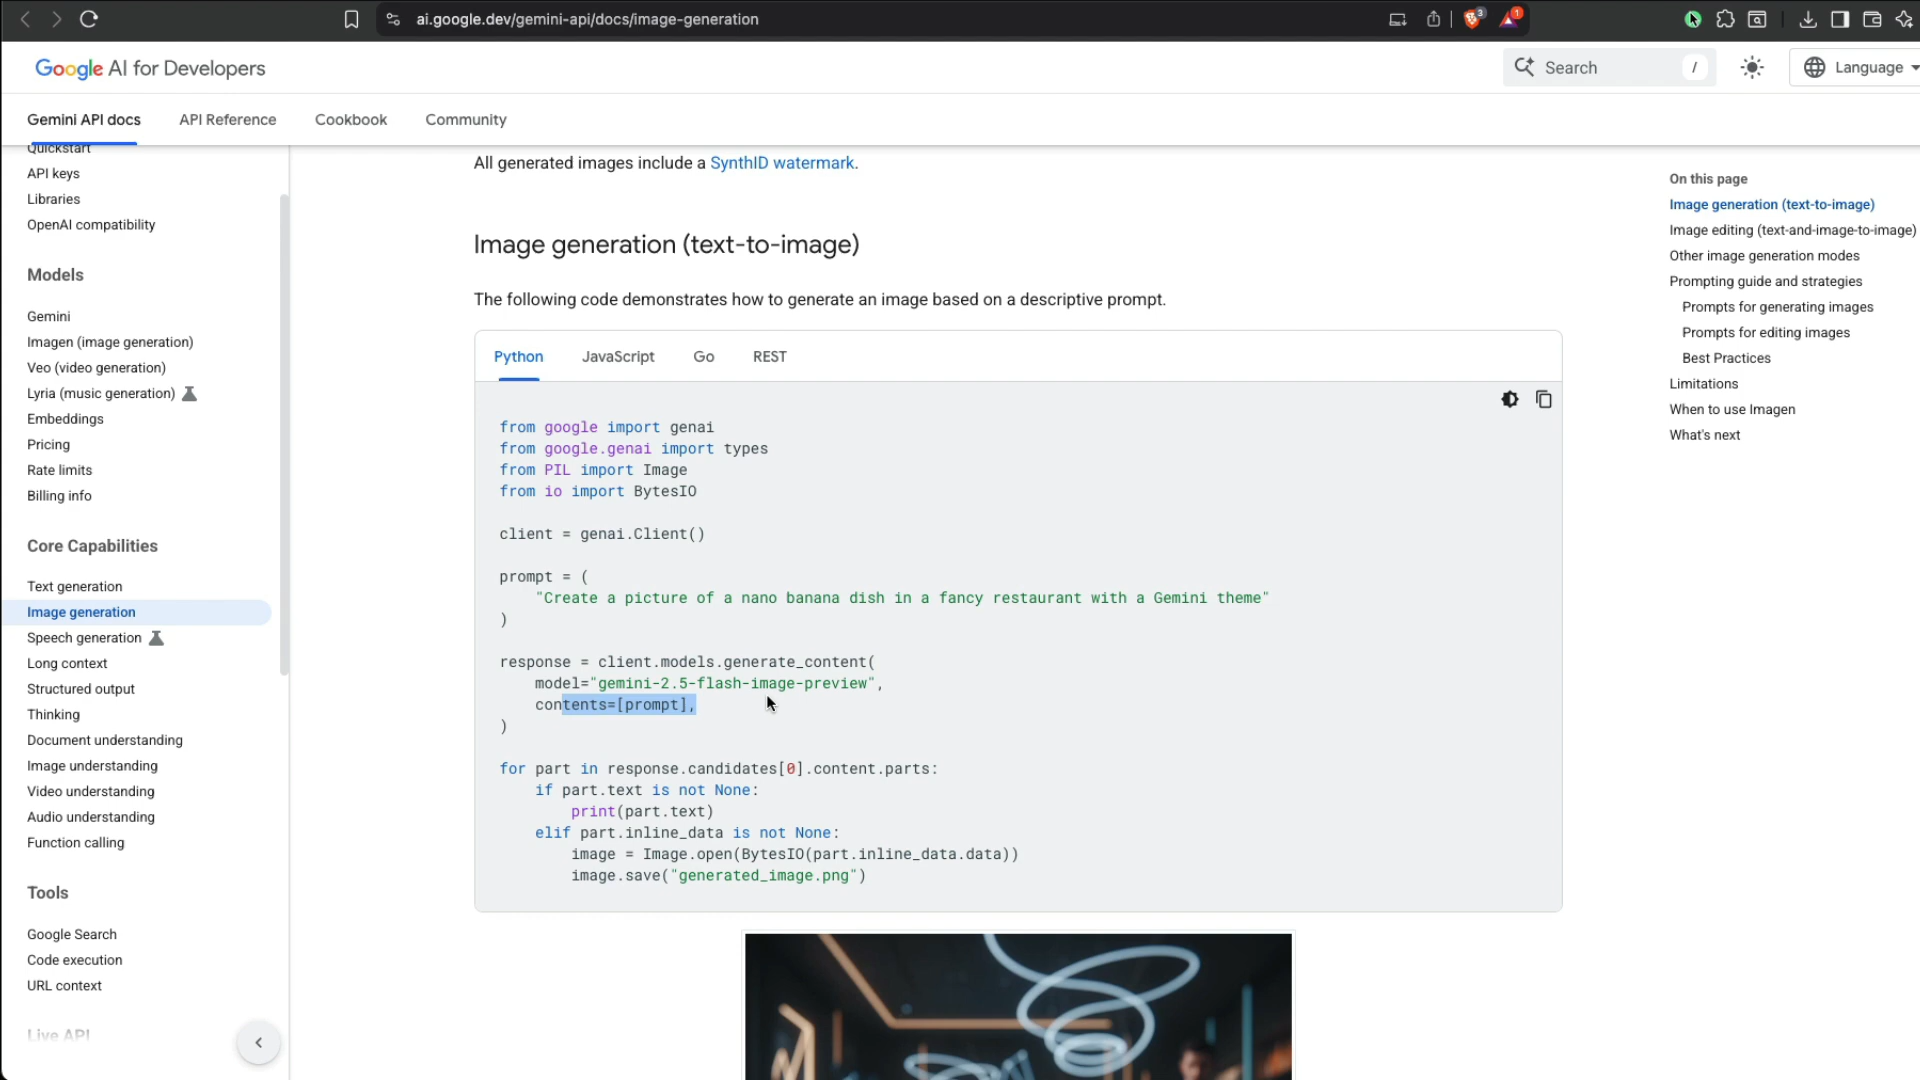 ai.google.dev/gemini-api/docs/image-generation
3
1
Google AI for Developers
Search
/
Language
Gemini API docs
API Reference
Cookbook
Community
Quickstart
API keys
Libraries
OpenAI compatibility
Models
Gemini
Imagen (image generation)
Veo (video generation)
Lyria (music generation)
Embeddings
Pricing
Rate limits
Billing info
Core Capabilities
Text generation
Image generation
Speech generation
Long context
Structured output
Thinking
Document understanding
Image understanding
Video understanding
Audio understanding
Function calling
Tools
Google Search
Code execution
URL context
Live API
All generated images include a SynthID watermark.
Image generation (text-to-image)
The following code demonstrates how to generate an image based on a descriptive prompt.
Python
JavaScript
Go
REST
from google import genai
from google.genai import types
from PIL import Image
from io import BytesIO
client = genai.Client()
prompt = (
"Create a picture of a nano banana dish in a fancy restaurant with a Gemini theme"
)
response = client.models.generate_content(
model="gemini-2.5-flash-image-preview",
contents=[prompt],
)
for part in response.candidates[0].content.parts:
if part.text is not None:
print(part.text)
elif part.inline_data is not None:
image = Image.open(BytesIO(part.inline_data.data))
image.save("generated_image.png")
On this page
Image generation (text-to-image)
Image editing (text-and-image-to-image)
Other image generation modes
Prompting guide and strategies
Prompts for generating images
Prompts for editing images
Best Practices
Limitations
When to use Imagen
What's next